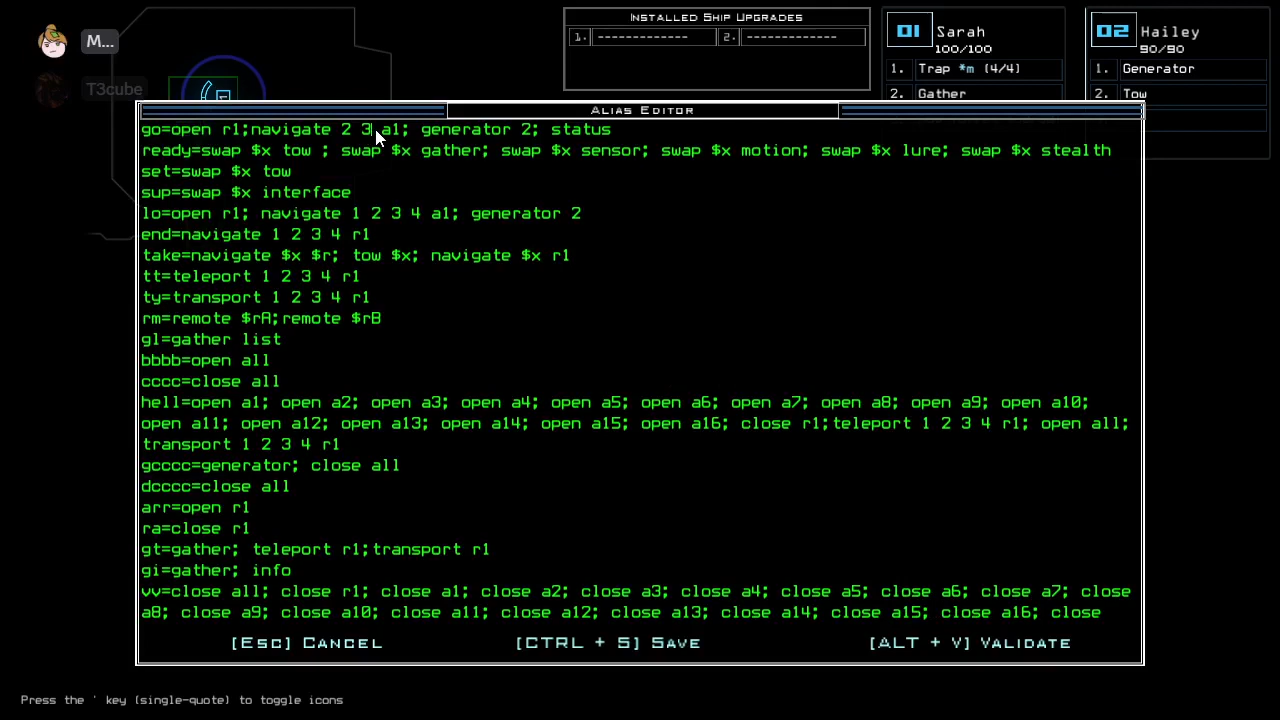 M...
T3cube
Installed Ship Upgrades
1. ------------- 2. -------------
01 Sarah
100/100
1. Trap *m (4/4)
2. Gather
02 Hailey
90/90
1. Generator
2. Tow
Alias Editor
go=open r1;navigate 2 3 a1; generator 2; status
ready=swap $x tow ; swap $x gather; swap $x sensor; swap $x motion; swap $x lure; swap $x stealth
set=swap $x tow
sup=swap $x interface
lo=open r1; navigate 1 2 3 4 a1; generator 2
end=navigate 1 2 3 4 r1
take=navigate $x $r; tow $x; navigate $x r1
tt=teleport 1 2 3 4 r1
ty=transport 1 2 3 4 r1
rm=remote $rA;remote $rB
gl=gather list
bbbb=open all
cccc=close all
hell=open a1; open a2; open a3; open a4; open a5; open a6; open a7; open a8; open a9; open a10;
open a11; open a12; open a13; open a14; open a15; open a16; close r1;teleport 1 2 3 4 r1; open all;
transport 1 2 3 4 r1
gcccc=generator; close all
dcccc=close all
arr=open r1
ra=close r1
gt=gather; teleport r1;transport r1
gi=gather; info
vv=close all; close r1; close a1; close a2; close a3; close a4; close a5; close a6; close a7; close
a8; close a9; close a10; close a11; close a12; close a13; close a14; close a15; close a16; close
[Esc] Cancel [CTRL + S] Save [ALT + V] Validate
Press the ' key (single-quote) to toggle icons